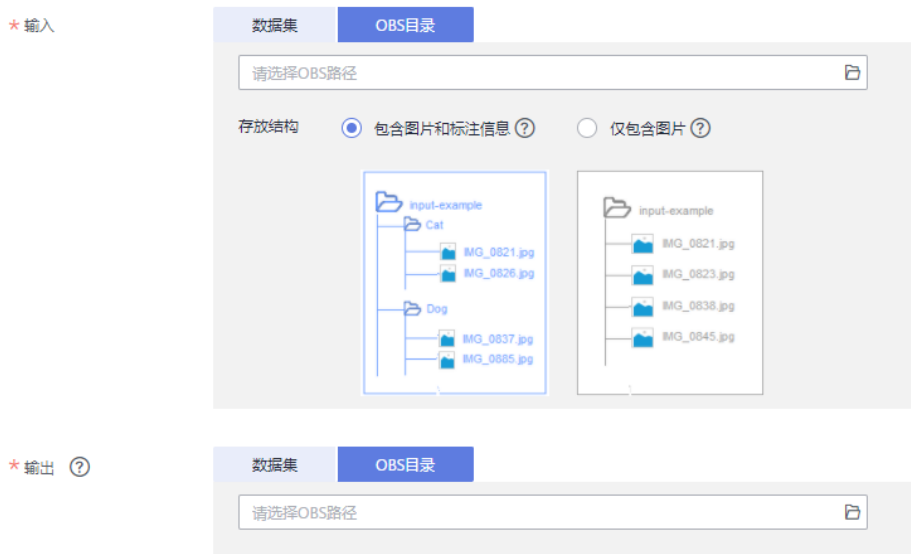 * 输入
数据集 OBS目录
请选择OBS路径
存放结构 包含图片和标注信息 ? 仅包含图片 ?
input-example
Cat
IMG_0821.jpg
IMG_0826.jpg
Dog
IMG_0837.jpg
IMG_0885.jpg
input-example
IMG_0821.jpg
IMG_0823.jpg
IMG_0838.jpg
IMG_0845.jpg
* 输出 ?
数据集 OBS目录
请选择OBS路径